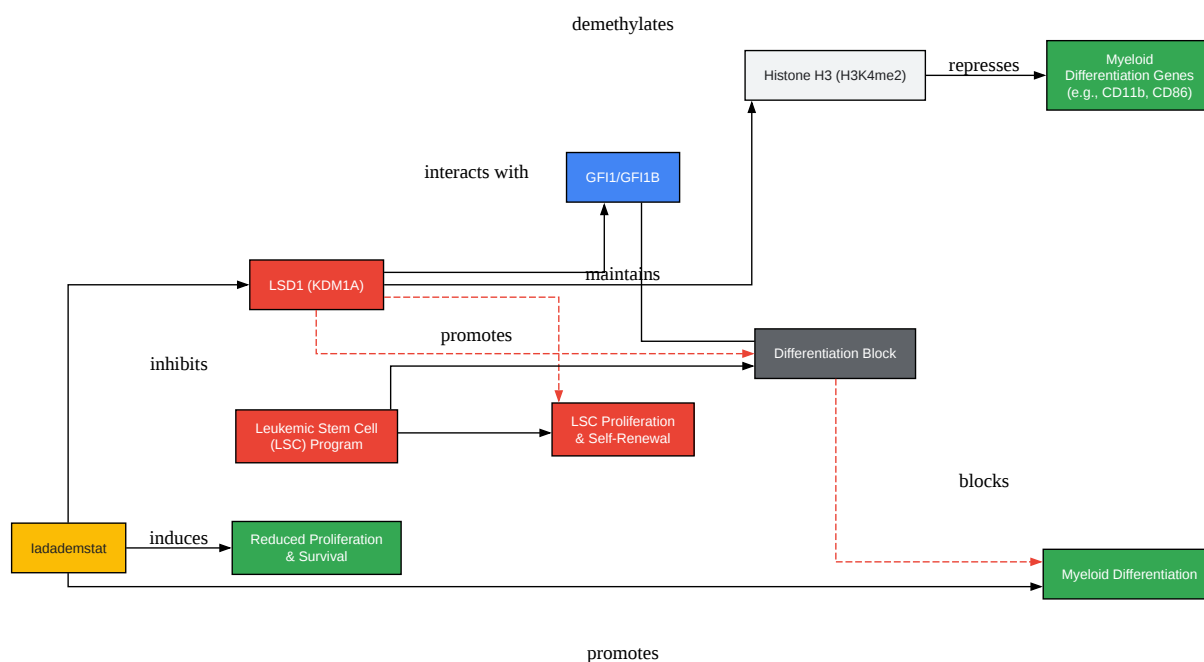 demethylates
Histone H3 (H3K4me2)
represses
Myeloid
Differentiation Genes
(e.g., CD11b, CD86)
interacts with
GFI1/GFI1B
LSD1 (KDM1A)
maintains
promotes
Differentiation Block
inhibits
Leukemic Stem Cell
(LSC) Program
LSC Proliferation
& Self-Renewal
blocks
Iadademstat
induces
Reduced Proliferation
& Survival
Myeloid Differentiation
promotes